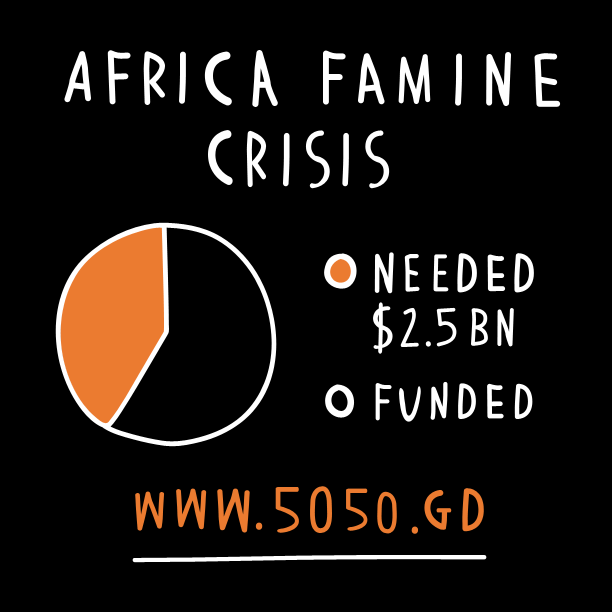 AFRICA FAMINE
CRISIS
NEEDED
$2.5BN
FUNDED
WWW.5050.GD